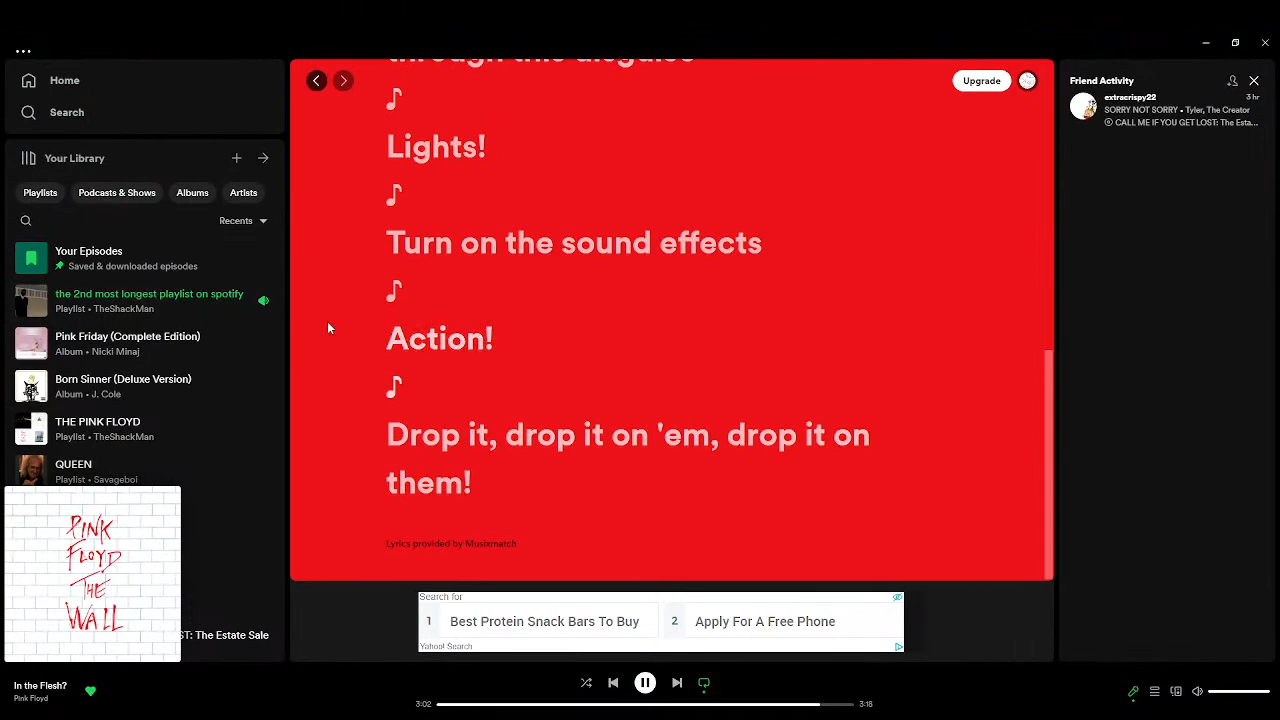 Home
Search
Your Library
Playlists
Podcasts & Shows
Albums
Artists
Recents
Your Episodes
Saved & downloaded episodes
the 2nd most longest playlist on spotify
Playlist • TheShackMan
Pink Friday (Complete Edition)
Album • Nicki Minaj
Born Sinner (Deluxe Version)
Album • J. Cole
THE PINK FLOYD
Playlist • TheShackMan
QUEEN
Playlist • Savageboi
PINK
FLOYD
THE
WALL
ST: The Estate Sale
through this disguise
Lights!
Turn on the sound effects
Action!
Drop it, drop it on 'em, drop it on
them!
Lyrics provided by Musixmatch
Upgrade
Friend Activity
extracrispy22
3 hr
SORRY NOT SORRY • Tyler, The Creator
CALL ME IF YOU GET LOST: The Esta...
Search for
1 Best Protein Snack Bars To Buy
2 Apply For A Free Phone
Yahoo! Search
In the Flesh?
Pink Floyd
3:02
3:18